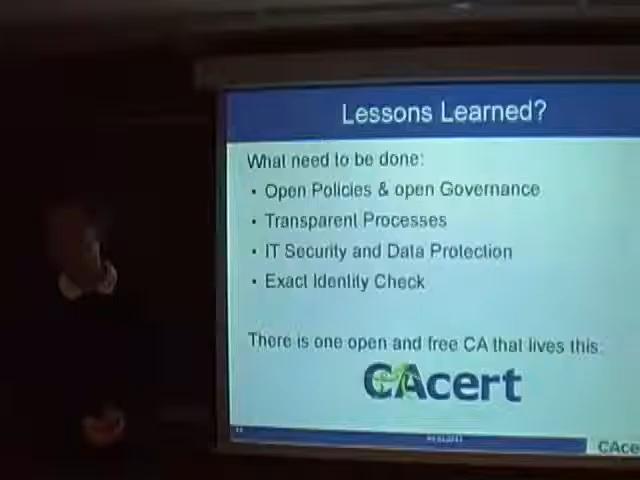 Lessons Learned?
What need to be done:
• Open Policies & open Governance
• Transparent Processes
• IT Security and Data Protection
• Exact Identity Check
There is one open and free CA that lives this:
CAcert
CAce